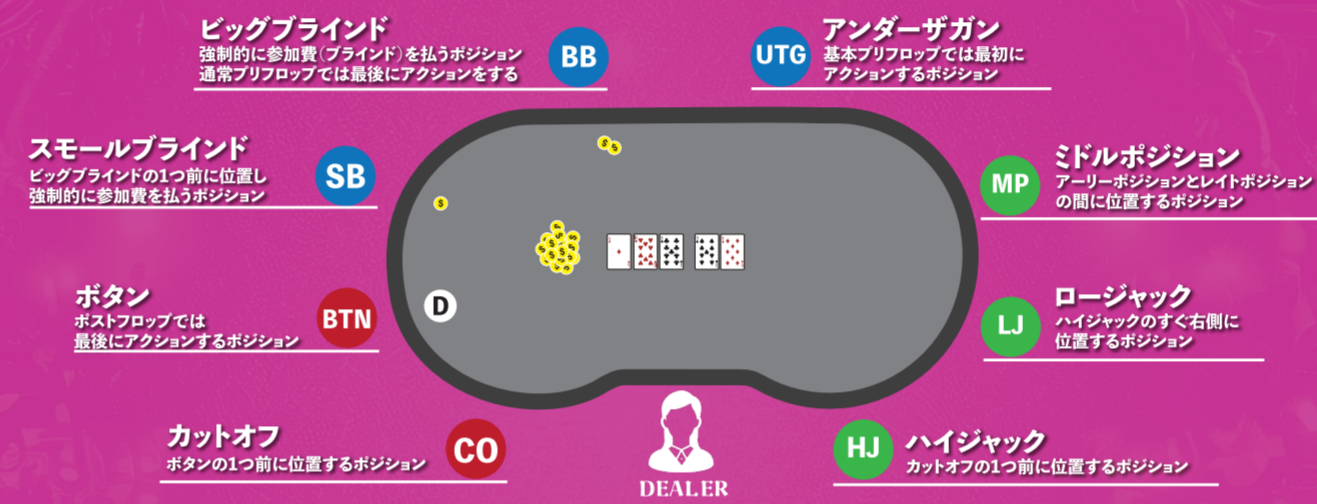 ビッグブラインド
強制的に参加費(ブラインド)を払うポジション
通常プリフロップでは最後にアクションをする
BB
UTG
アンダーザガン
基本プリフロップでは最初に
アクションするポジション
スモールブラインド
ビッグブラインドの1つ前に位置し
強制的に参加費を払うポジション
SB
MP
ミドルポジション
アーリーポジションとレイトポジション
の間に位置するポジション
ボタン
ポストフロップでは
最後にアクションするポジション
BTN
D
LJ
ロージャック
ハイジャックのすぐ右側に
位置するポジション
カットオフ
ボタンの1つ前に位置するポジション
CO
DEALER
HJ
ハイジャック
カットオフの1つ前に位置するポジション